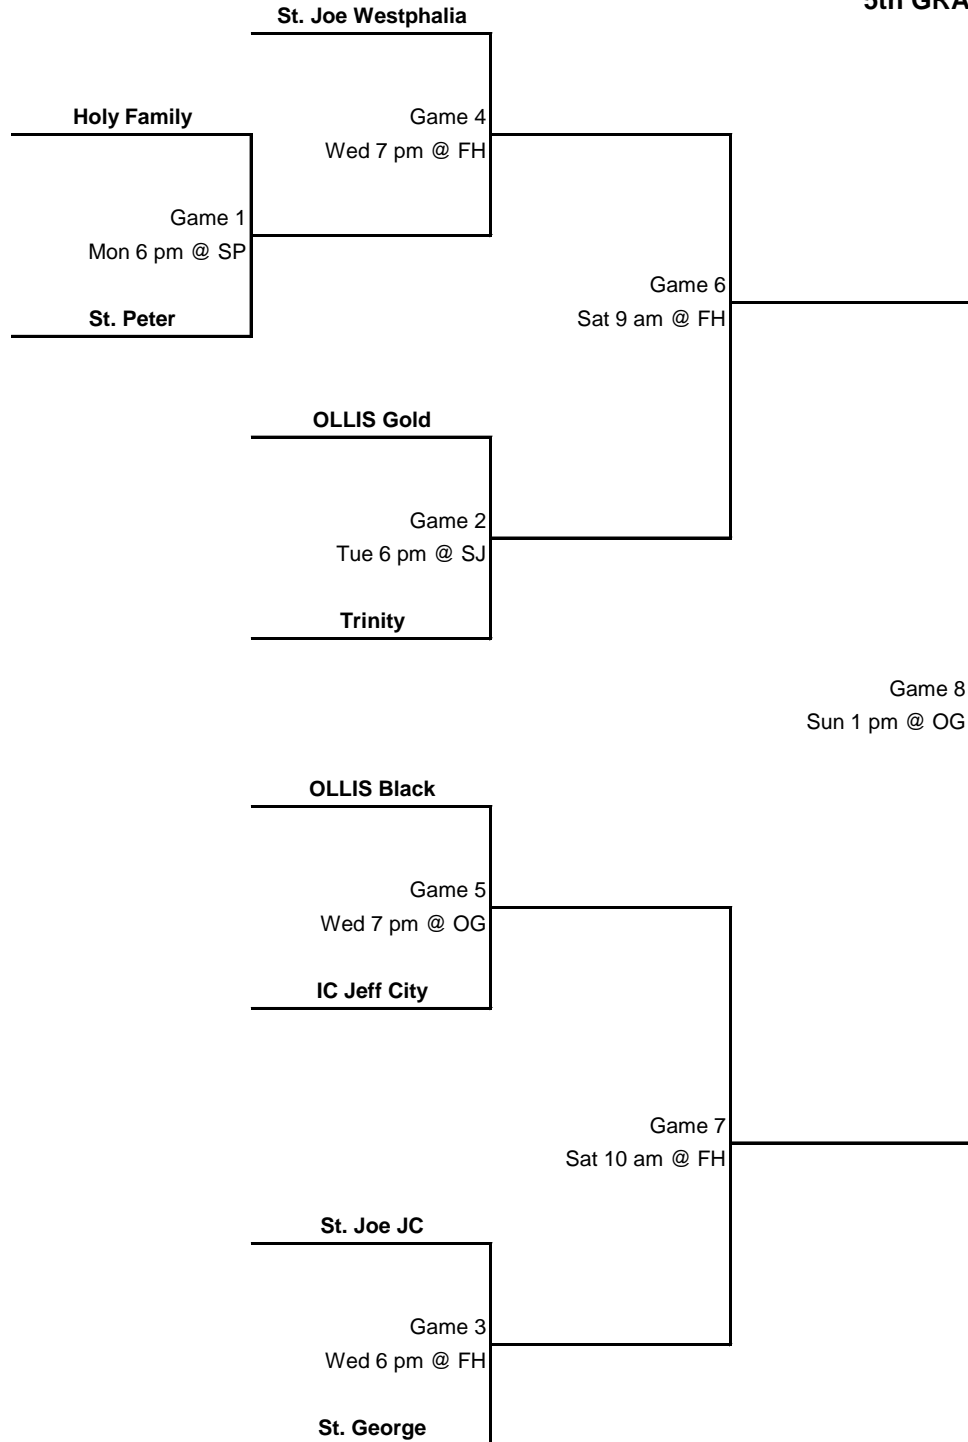 5th GRA
St. Joe Westphalia
Holy Family
Game 4
Wed 7 pm @ FH
Game 1
Mon 6 pm @ SP
Game 6
St. Peter
Sat 9 am @ FH
OLLIS Gold
Game 2
Tue 6 pm @ SJ
Trinity
Game 8
Sun 1 pm @ OG
OLLIS Black
Game 5
Wed 7 pm @ OG
IC Jeff City
Game 7
Sat 10 am @ FH
St. Joe JC
Game 3
Wed 6 pm @ FH
St. George